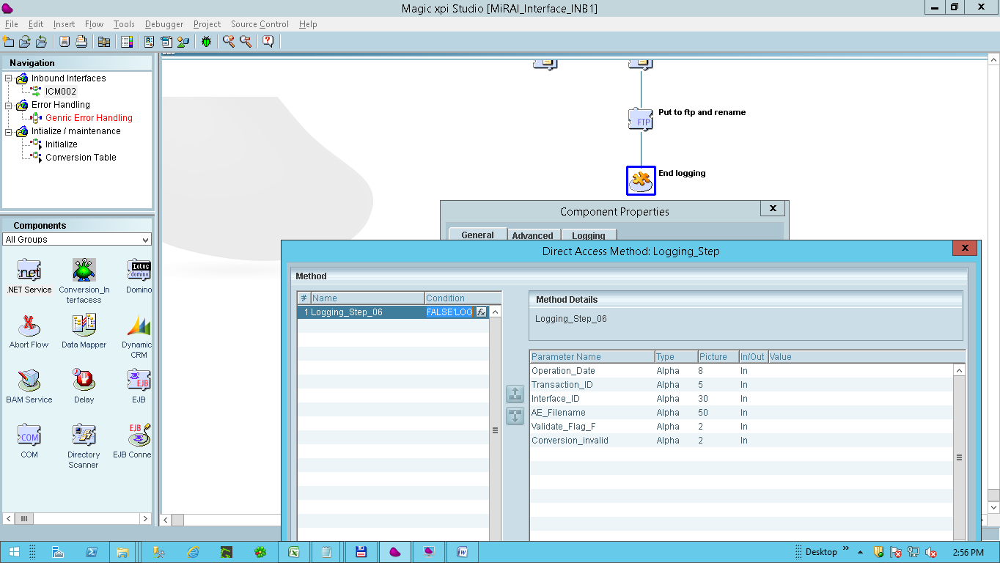 Magic xpi Studio [MiRAI_Interface_INB1]
File Edit Insert Flow Tools Debugger Project Source Control Help
Navigation
Inbound Interfaces
ICM002
Error Handling
Genric Error Handling
Intialize / maintenance
Initialize
Conversion Table
Components
All Groups
.NET Service
Conversion_In
terfacess
Domino
Abort Flow
Data Mapper
Dynamic
CRM
BAM Service
Delay
EJB
COM
Directory
Scanner
EJB Conne
Put to ftp and rename
FTP
End logging
Component Properties
General Advanced Logging
Direct Access Method: Logging_Step
Method
# Name Condition
1 Logging_Step_06 FALSE'LOG
Method Details
Logging_Step_06
Parameter Name Type Picture In/Out Value
Operation_Date Alpha 8 In
Transaction_ID Alpha 5 In
Interface_ID Alpha 30 In
AE_Filename Alpha 50 In
Validate_Flag_F Alpha 2 In
Conversion_invalid Alpha 2 In
Desktop
2:56 PM